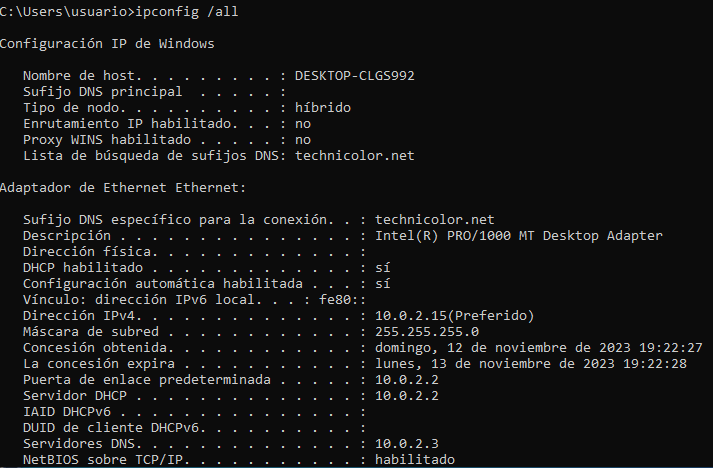 C:\Users\usuario>ipconfig /all
Configuración IP de Windows
Nombre de host. . . . . . . . . : DESKTOP-CLGS992
Sufijo DNS principal  . . . . . :
Tipo de nodo. . . . . . . . . . : híbrido
Enrutamiento IP habilitado. . . : no
Proxy WINS habilitado . . . . . : no
Lista de búsqueda de sufijos DNS: technicolor.net
Adaptador de Ethernet Ethernet:
Sufijo DNS específico para la conexión. . : technicolor.net
Descripción . . . . . . . . . . . . . . . : Intel(R) PRO/1000 MT Desktop Adapter
Dirección física. . . . . . . . . . . . . :
DHCP habilitado . . . . . . . . . . . . . : sí
Configuración automática habilitada . . . : sí
Vínculo: dirección IPv6 local. . . : fe80::
Dirección IPv4. . . . . . . . . . . . . . : 10.0.2.15(Preferido)
Máscara de subred . . . . . . . . . . . . : 255.255.255.0
Concesión obtenida. . . . . . . . . . . . : domingo, 12 de noviembre de 2023 19:22:27
La concesión expira . . . . . . . . . . . : lunes, 13 de noviembre de 2023 19:22:28
Puerta de enlace predeterminada . . . . . : 10.0.2.2
Servidor DHCP . . . . . . . . . . . . . . : 10.0.2.2
IAID DHCPv6 . . . . . . . . . . . . . . . :
DUID de cliente DHCPv6. . . . . . . . . . :
Servidores DNS. . . . . . . . . . . . . . : 10.0.2.3
NetBIOS sobre TCP/IP. . . . . . . . . . . : habilitado